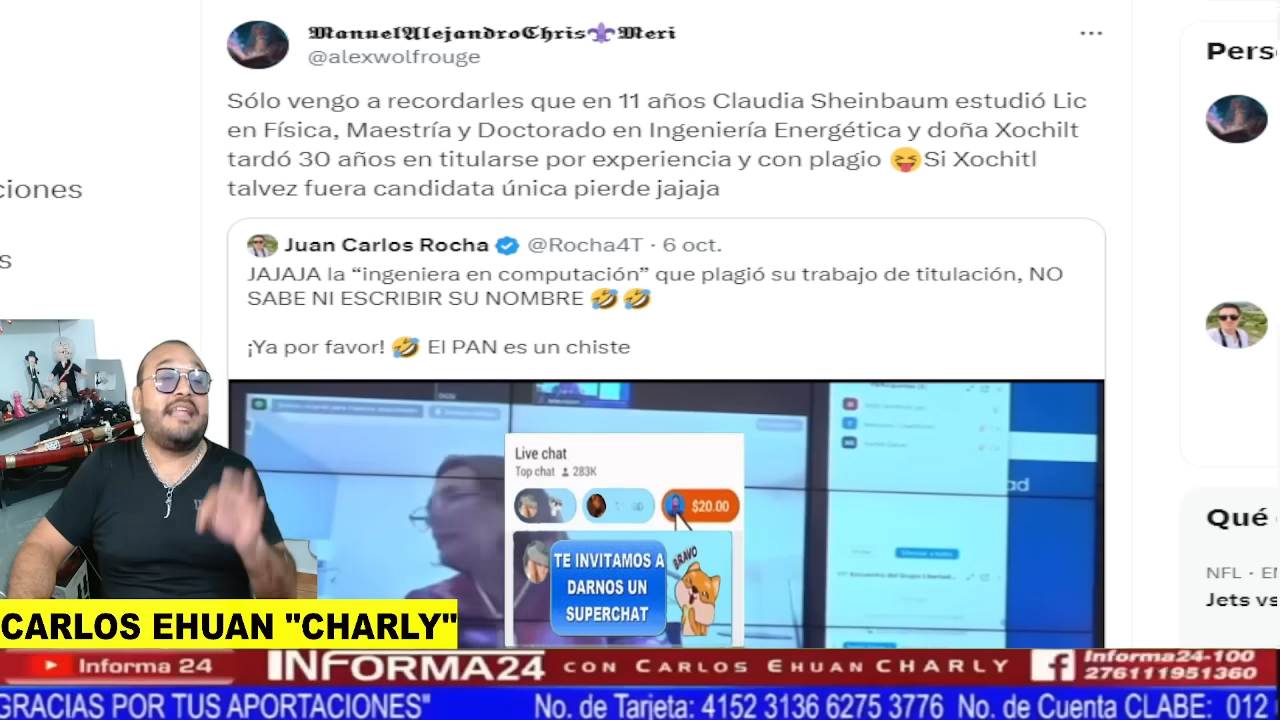 ManuelAlejandroChris⚜Neri
@alexwolfrouge
Sólo vengo a recordarles que en 11 años Claudia Sheinbaum estudió Lic
en Física, Maestría y Doctorado en Ingeniería Energética y doña Xochilt
tardó 30 años en titularse por experiencia y con plagio 😝Si Xochitl
talvez fuera candidata única pierde jajaja
Juan Carlos Rocha @Rocha4T · 6 oct.
JAJAJA la “ingeniera en computación” que plagió su trabajo de titulación, NO
SABE NI ESCRIBIR SU NOMBRE 🤣 🤣
¡Ya por favor! 🤣 El PAN es un chiste
ciones
s
Pers
Qué
NFL · El
Jets vs
ad
Live chat
Top chat 283K
$20.00
TE INVITAMOS A
DARNOS UN
SUPERCHAT
BRAVO
CARLOS EHUAN "CHARLY"
Informa 24
INFORMA24 CON CARLOS EHUAN CHARLY
Informa24-100
276111951360
GRACIAS POR TUS APORTACIONES" No. de Tarjeta: 4152 3136 6275 3776 No. de Cuenta CLABE: 012